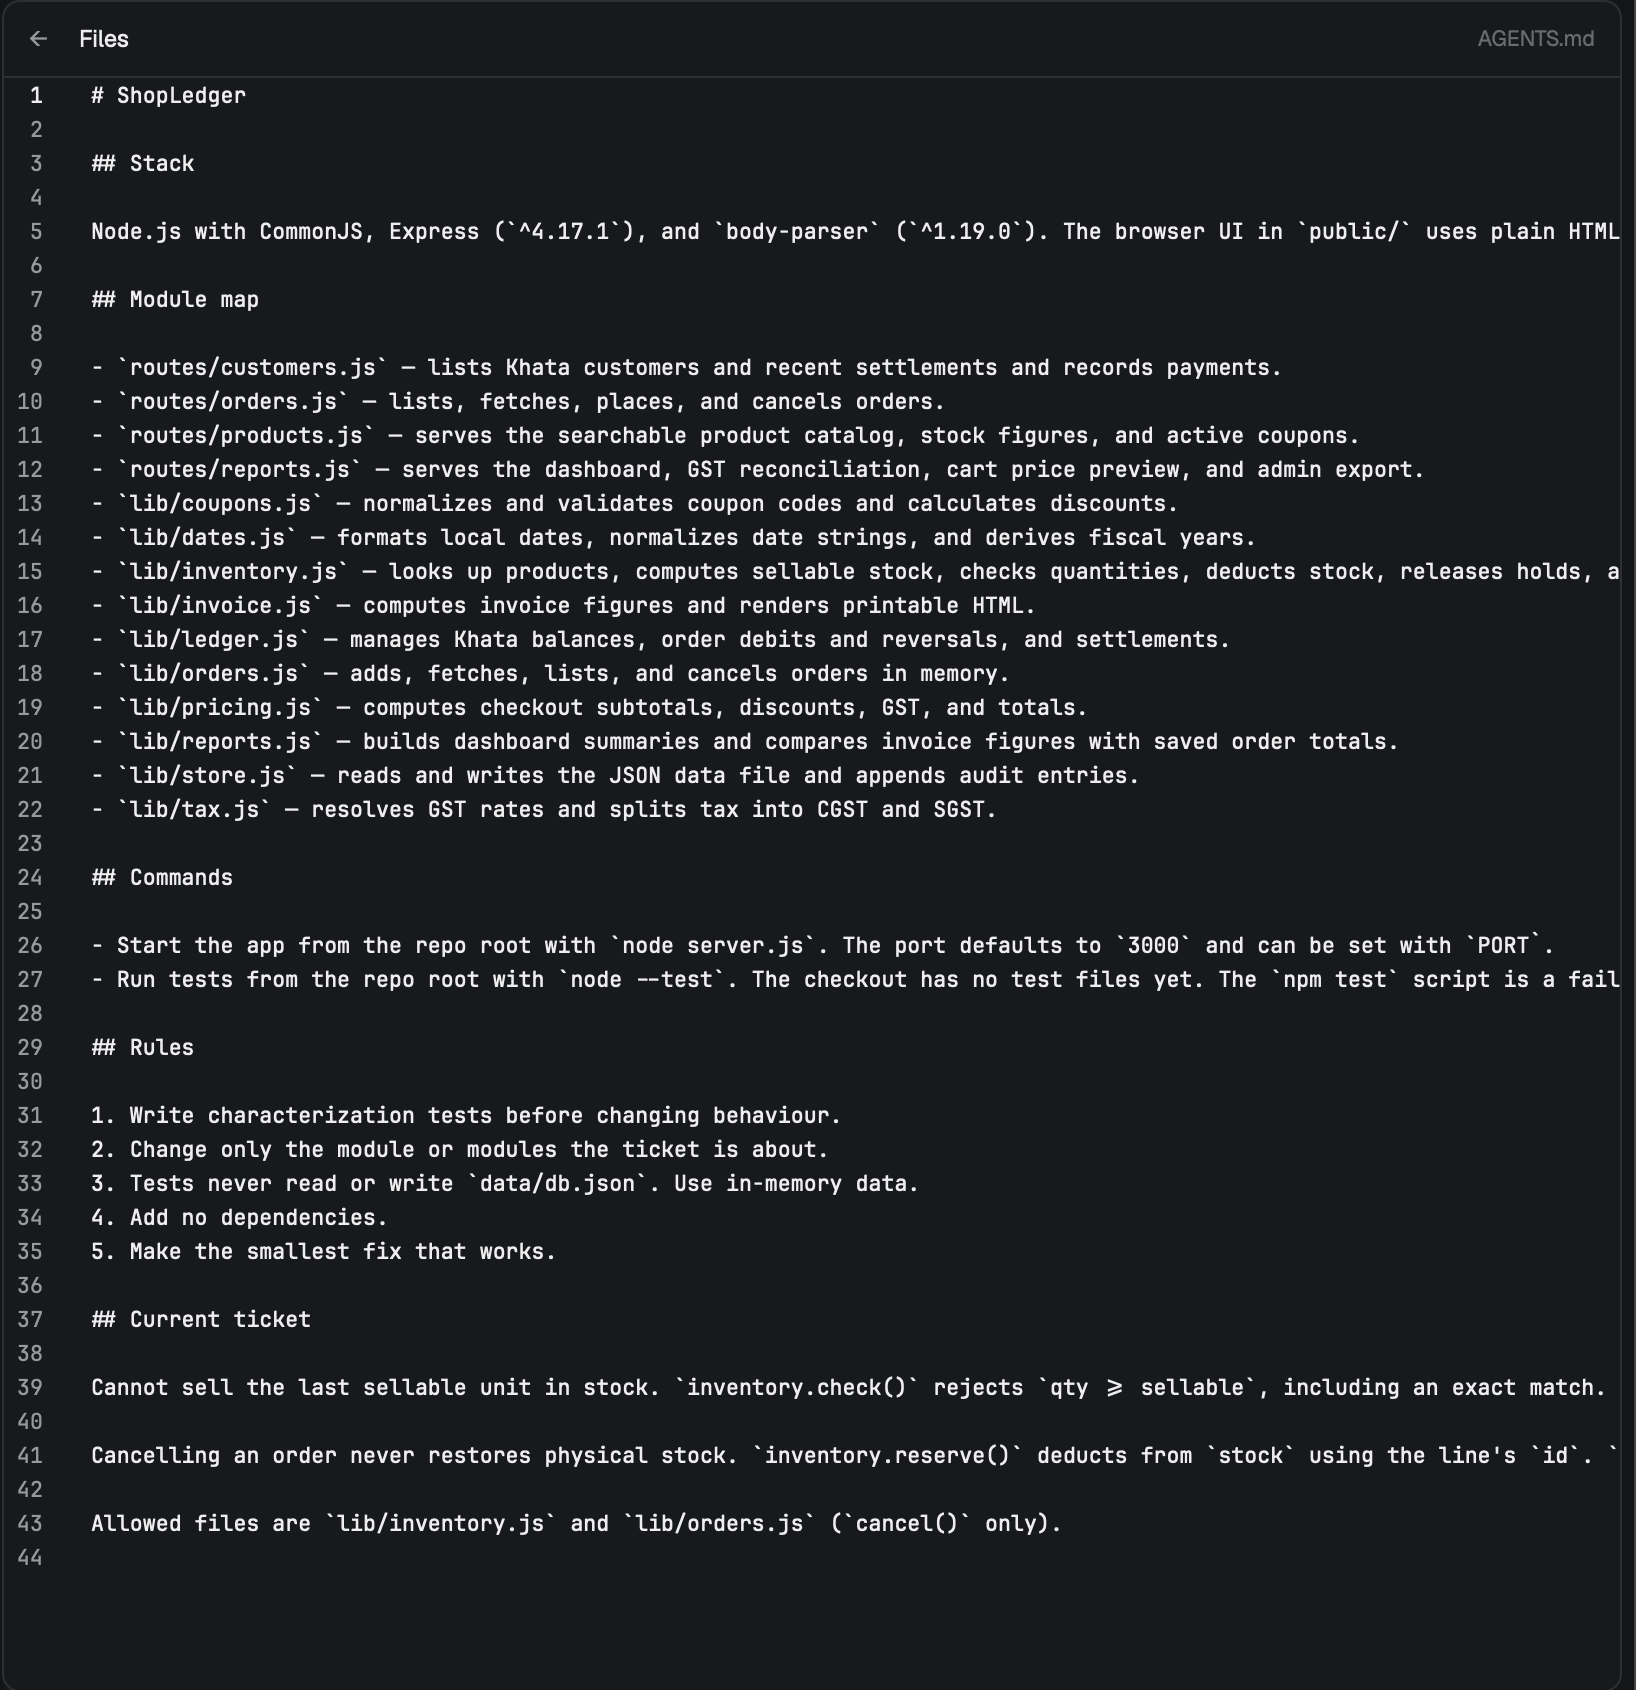 ← Files AGENTS.md
1 # ShopLedger
2
3 ## Stack
4
5 Node.js with CommonJS, Express (`^4.17.1`), and `body-parser` (`^1.19.0`). The browser UI in `public/` uses plain HTML
6
7 ## Module map
8
9 - `routes/customers.js` — lists Khata customers and recent settlements and records payments.
10 - `routes/orders.js` — lists, fetches, places, and cancels orders.
11 - `routes/products.js` — serves the searchable product catalog, stock figures, and active coupons.
12 - `routes/reports.js` — serves the dashboard, GST reconciliation, cart price preview, and admin export.
13 - `lib/coupons.js` — normalizes and validates coupon codes and calculates discounts.
14 - `lib/dates.js` — formats local dates, normalizes date strings, and derives fiscal years.
15 - `lib/inventory.js` — looks up products, computes sellable stock, checks quantities, deducts stock, releases holds, a
16 - `lib/invoice.js` — computes invoice figures and renders printable HTML.
17 - `lib/ledger.js` — manages Khata balances, order debits and reversals, and settlements.
18 - `lib/orders.js` — adds, fetches, lists, and cancels orders in memory.
19 - `lib/pricing.js` — computes checkout subtotals, discounts, GST, and totals.
20 - `lib/reports.js` — builds dashboard summaries and compares invoice figures with saved order totals.
21 - `lib/store.js` — reads and writes the JSON data file and appends audit entries.
22 - `lib/tax.js` — resolves GST rates and splits tax into CGST and SGST.
23
24 ## Commands
25
26 - Start the app from the repo root with `node server.js`. The port defaults to `3000` and can be set with `PORT`.
27 - Run tests from the repo root with `node --test`. The checkout has no test files yet. The `npm test` script is a fail
28
29 ## Rules
30
31 1. Write characterization tests before changing behaviour.
32 2. Change only the module or modules the ticket is about.
33 3. Tests never read or write `data/db.json`. Use in-memory data.
34 4. Add no dependencies.
35 5. Make the smallest fix that works.
36
37 ## Current ticket
38
39 Cannot sell the last sellable unit in stock. `inventory.check()` rejects `qty >= sellable`, including an exact match.
40
41 Cancelling an order never restores physical stock. `inventory.reserve()` deducts from `stock` using the line's `id`. `
42
43 Allowed files are `lib/inventory.js` and `lib/orders.js` (`cancel()` only).
44